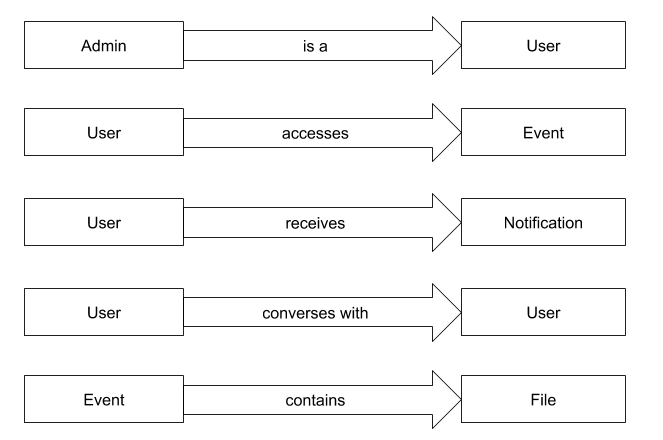 Admin is a User
User accesses Event
User receives Notification
User converses with User
Event contains File